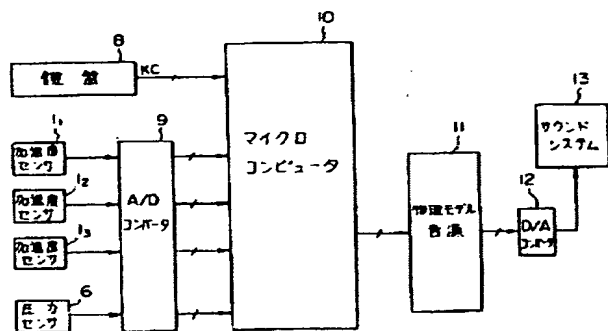 10
8
鍵盤
KC
13
サウンド
システム
1₁
加速度
センサ
9
マイクロ
コンピュータ
11
1₂
加速度
センサ
A/D
コンバータ
12
1₃
加速度
センサ
物理モデル
音源
D/A
コンバータ
6
圧力
センサ